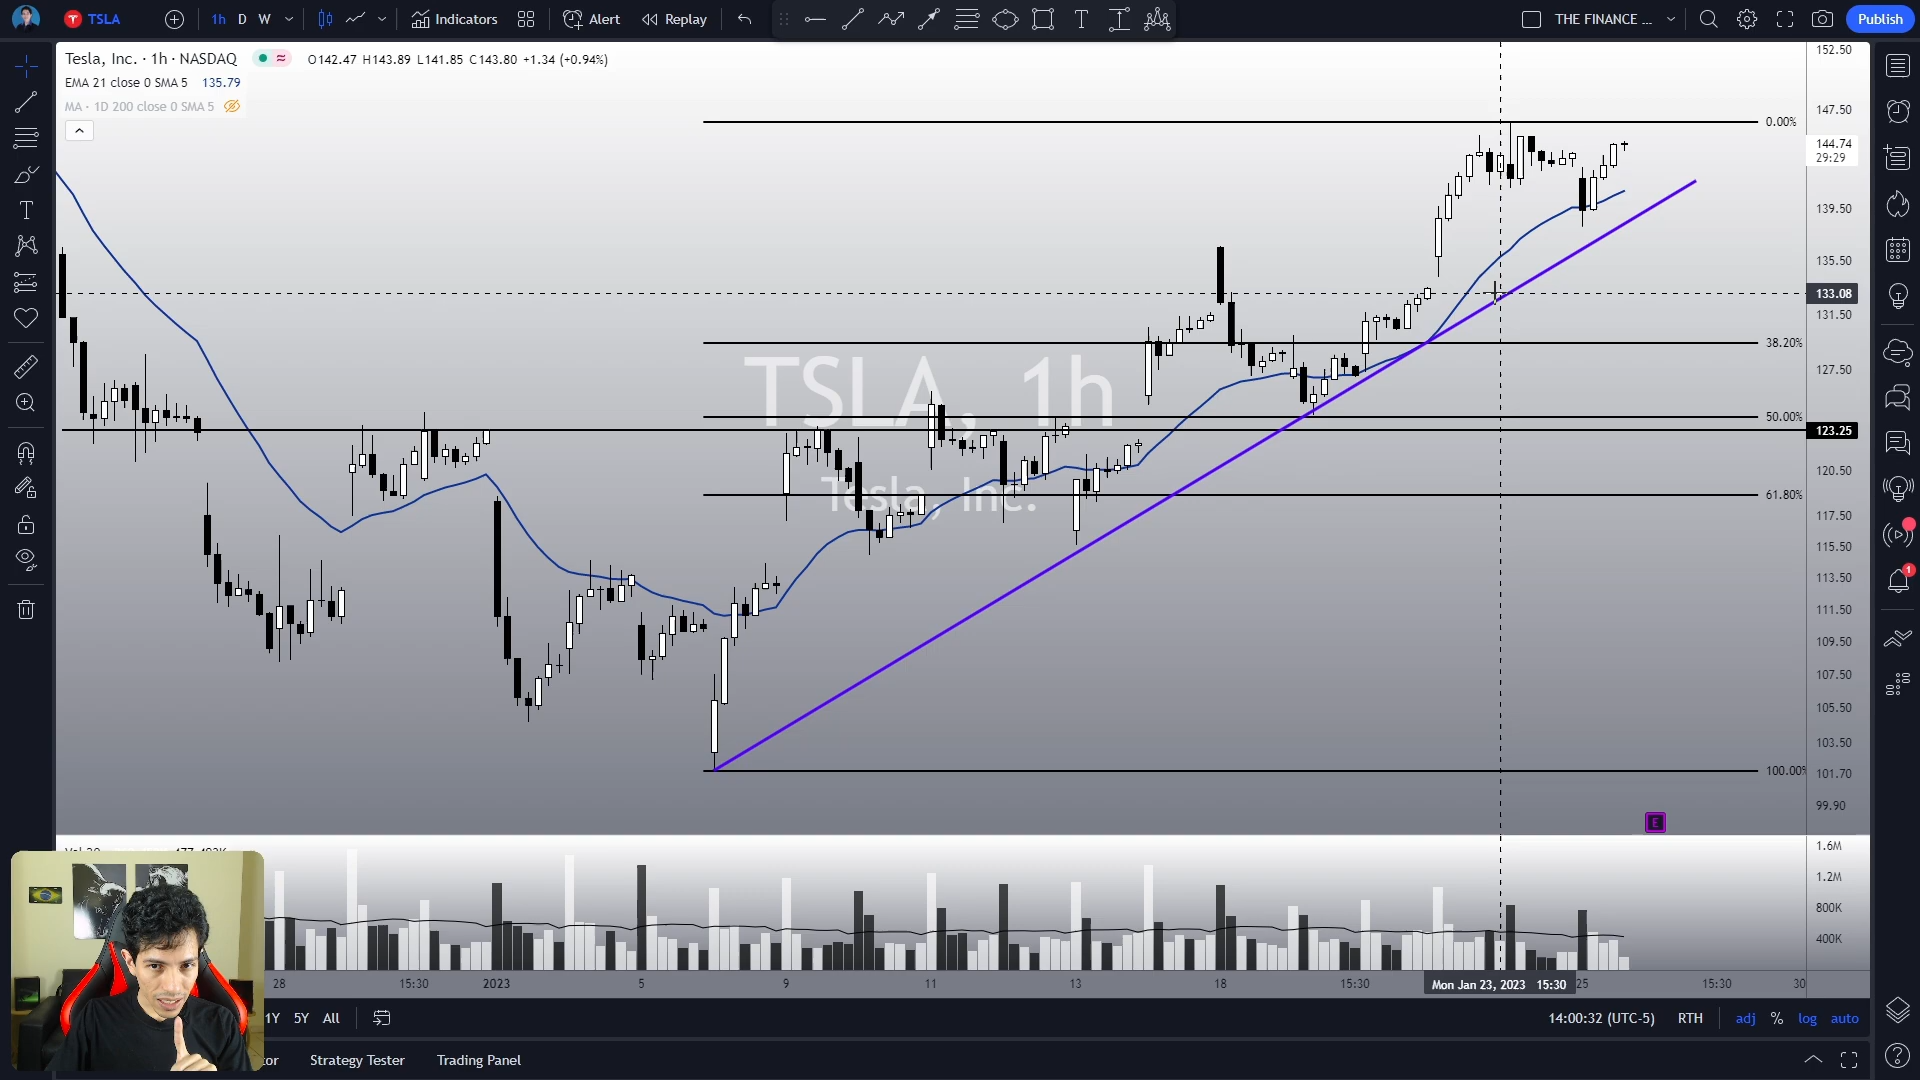 TSLA
1h D W
Indicators
Alert
Replay
THE FINANCE ...
Publish
Tesla, Inc. · 1h · NASDAQ
O142.47 H143.89 L141.85 C143.80 +1.34 (+0.94%)
EMA 21 close 0 SMA 5 135.79
MA · 1D 200 close 0 SMA 5
TSLA, 1h
Tesla, Inc.
0.00%
38.20%
50.00%
61.80%
100.00%
152.50
147.50
144.74
29:29
139.50
135.50
133.08
131.50
127.50
123.25
120.50
117.50
115.50
113.50
111.50
109.50
107.50
105.50
103.50
101.70
99.90
E
1.6M
1.2M
800K
400K
1
28 15:30 2023 5 9 11 13 18 15:30 Mon Jan 23, 2023 15:30 25 15:30 30
1Y 5Y All
14:00:32 (UTC-5) RTH adj % log auto
Strategy Tester Trading Panel